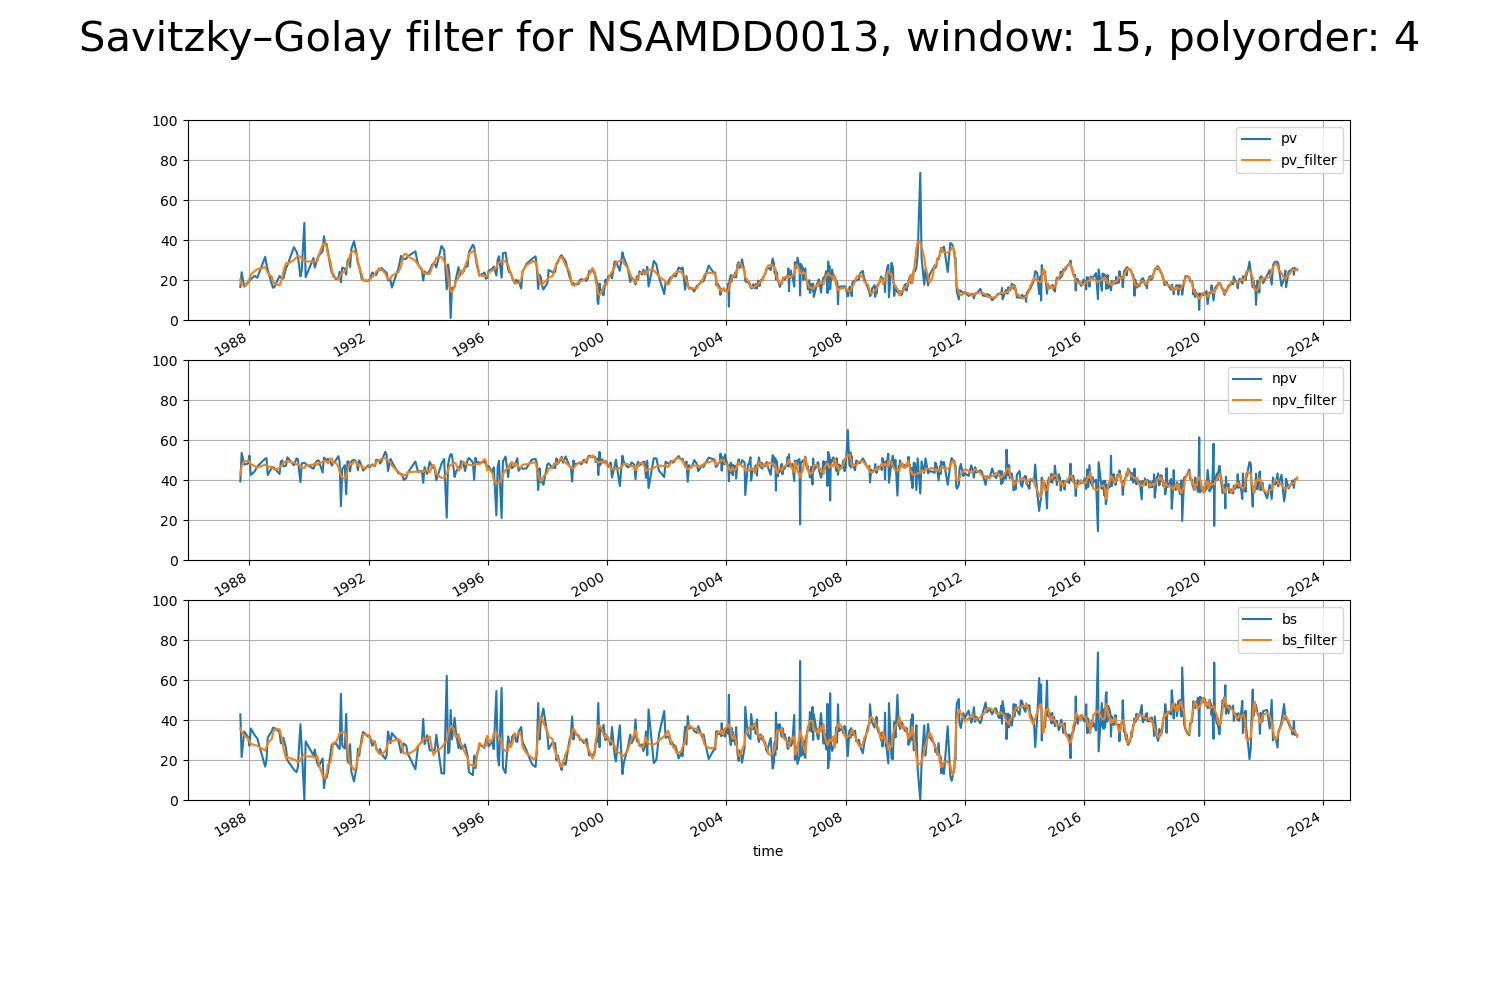 Savitzky–Golay filter for NSAMDD0013, window: 15, polyorder: 4
100
80
60
40
20
0
pv
pv_filter
1988 1992 1996 2000 2004 2008 2012 2016 2020 2024
100
80
60
40
20
0
npv
npv_filter
1988 1992 1996 2000 2004 2008 2012 2016 2020 2024
100
80
60
40
20
0
bs
bs_filter
1988 1992 1996 2000 2004 2008 2012 2016 2020 2024
time